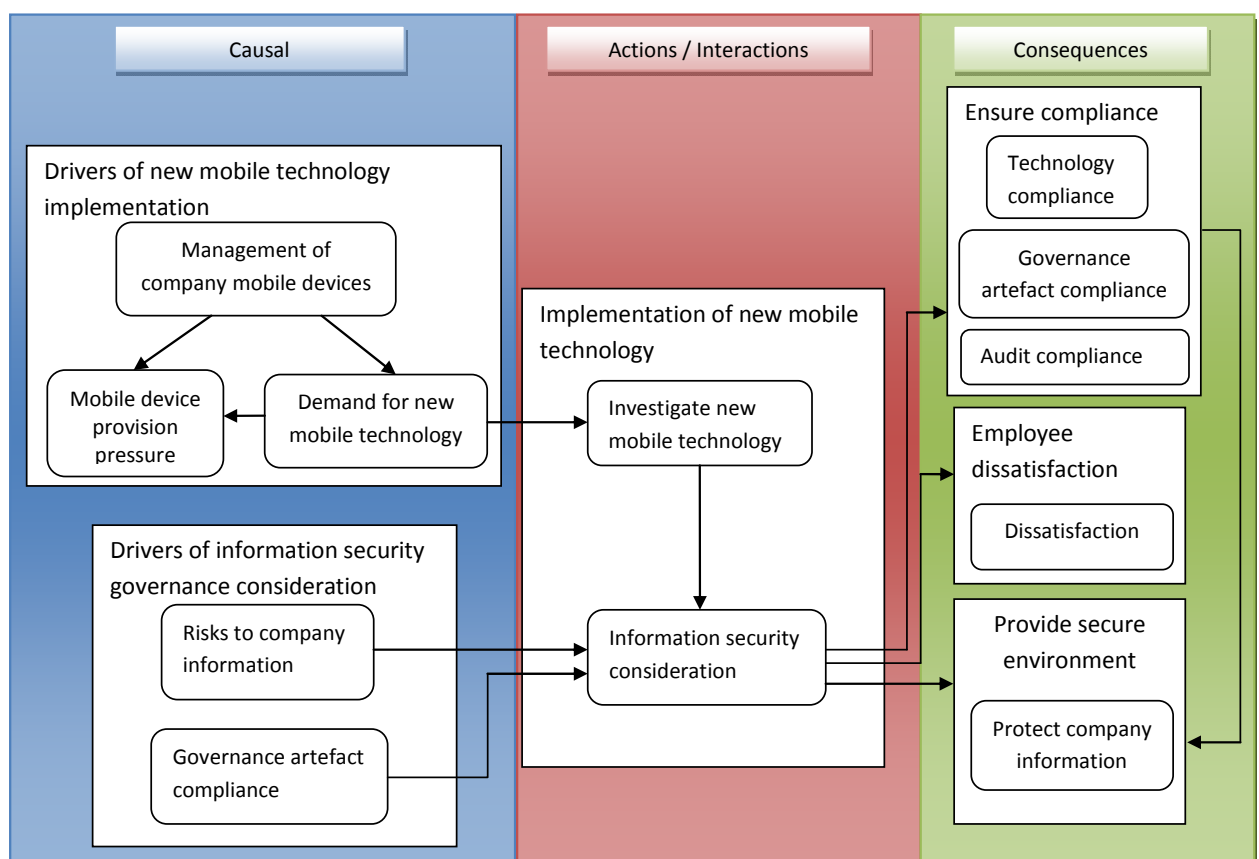 Causal
Drivers of new mobile technology
implementation
Management of
company mobile devices
Mobile device
provision
pressure
Demand for new
mobile technology
Drivers of information security
governance consideration
Risks to company
information
Governance artefact
compliance
Actions / Interactions
Implementation of new mobile
technology
Investigate new
mobile technology
Information security
consideration
Consequences
Ensure compliance
Technology
compliance
Governance
artefact compliance
Audit compliance
Employee
dissatisfaction
Dissatisfaction
Provide secure
environment
Protect company
information